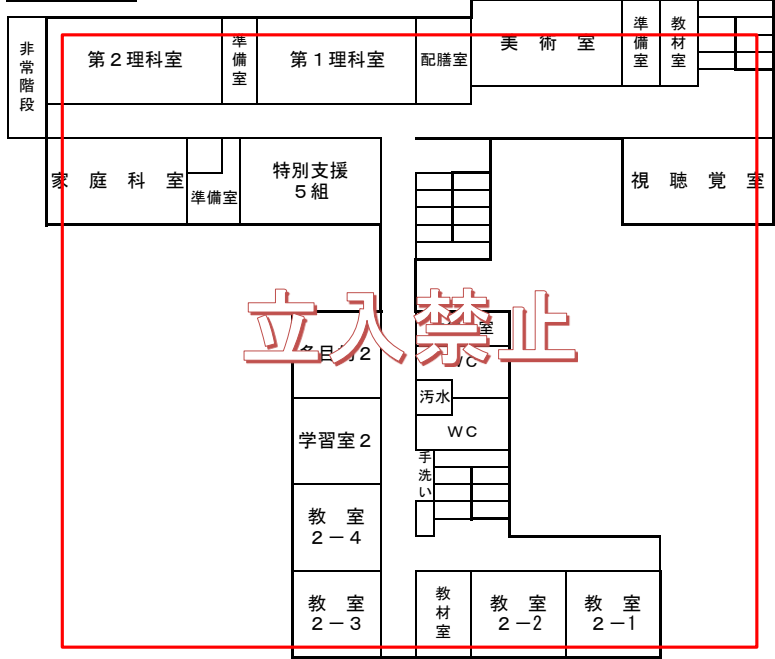 非常階段
第２理科室
準備室
第１理科室
配膳室
美術室
準備室
教材室
家庭科室
準備室
特別支援
５組
視聴覚室
立入禁止
室
汚水
ＷＣ
学習室２
手洗い
教室
２－４
教室
２－３
教材室
教室
２－２
教室
２－１